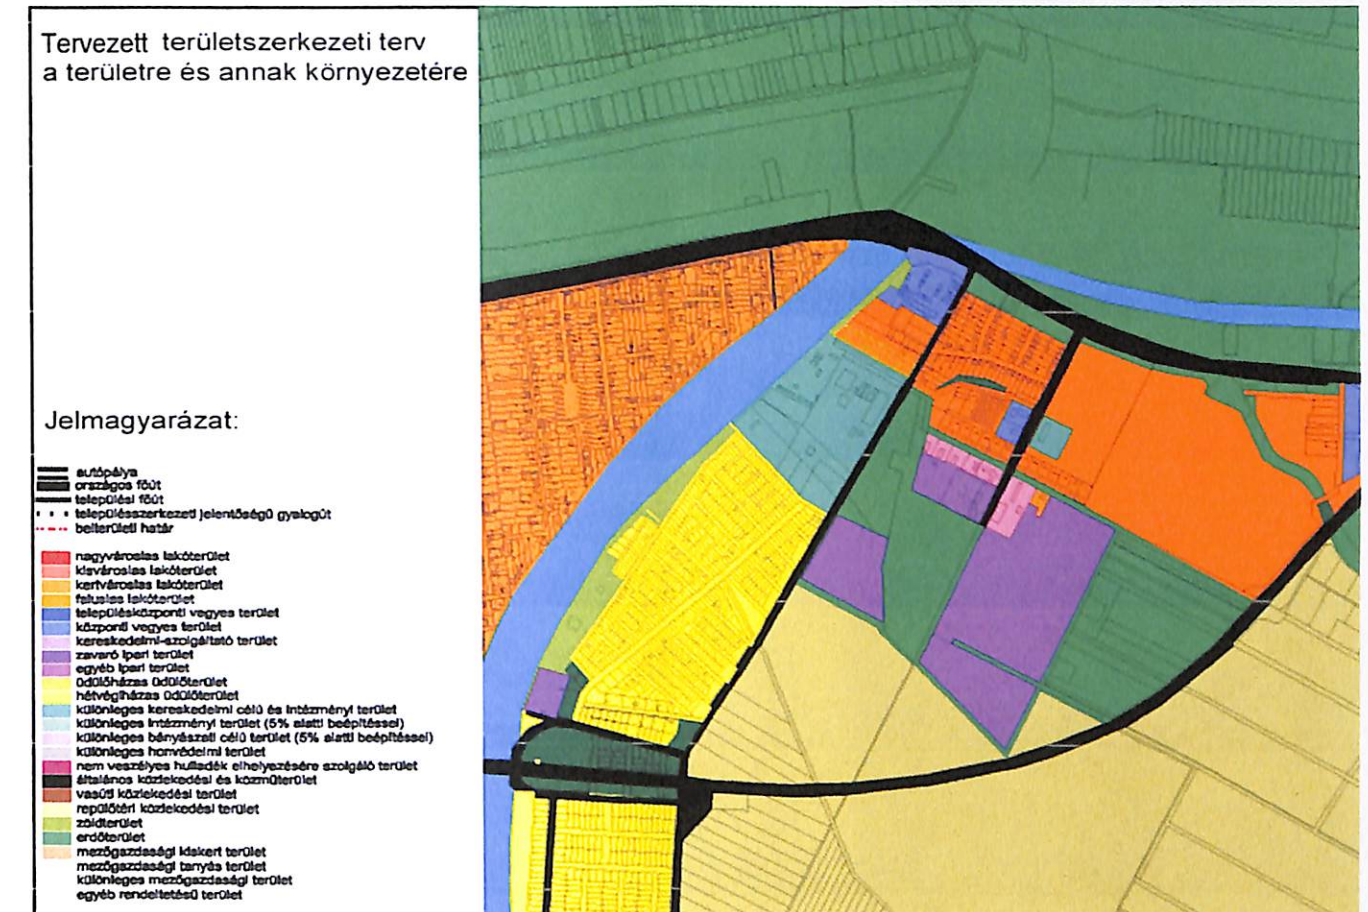 Tervezett területszerkezeti terv
a területre és annak környezetére
Jelmagyarázat:
autópálya
országos főút
települési főút
településszerkezeti jelentőségű gyalogút
belterületi határ
nagyvárosias lakóterület
kisvárosias lakóterület
kertvárosias lakóterület
falusias lakóterület
településközponti vegyes terület
központi vegyes terület
kereskedelmi-szolgáltató terület
zavaró ipari terület
egyéb ipari terület
üdülőházas üdülőterület
hétvégiházas üdülőterület
különleges kereskedelmi célú és intézményi terület
különleges intézményi terület (5% alatti beépítéssel)
különleges bányászati célú terület (5% alatti beépítéssel)
különleges honvédelmi terület
nem veszélyes hulladék elhelyezésére szolgáló terület
általános közlekedési és közműterület
vasúti közlekedési terület
repülőtéri közlekedési terület
zöldterület
erdőterület
mezőgazdasági kiskert terület
mezőgazdasági tanyás terület
különleges mezőgazdasági terület
egyéb rendeltetésű terület